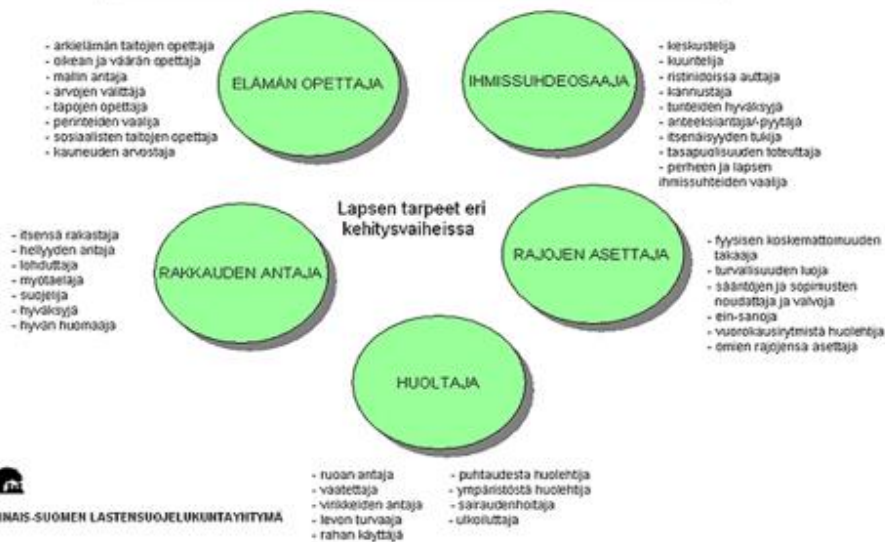 - arkielämän taitojen opettaja
- oikean ja väärän opettaja
- mallin antaja
- arvojen välittäjä
- tapojen opettaja
- perinteiden vaalija
- sosiaalisten taitojen opettaja
- kauneuden arvostaja
ELÄMÄN OPETTAJA
IHMISSUHDEOSAAJA
- keskustelija
- kuuntelija
- ristiriidoissa auttaja
- kannustaja
- tunteiden hyväksyjä
- anteeksiantaja/-pyytäjä
- itsenäisyyden tukija
- tasapuolisuuden toteuttaja
- perheen ja lapsen
ihmissuhteiden vaalija
Lapsen tarpeet eri
kehitysvaiheissa
- itsensä rakastaja
- hellyyden antaja
- lohduttaja
- myötäeläjä
- suojelija
- hyväksyjä
- hyvän huomaaja
RAKKAUDEN ANTAJA
RAJOJEN ASETTAJA
- fyysisen koskemattomuuden
takaaja
- turvallisuuden luoja
- sääntöjen ja sopimusten
noudattaja ja valvoja
- ein-sanoja
- vuorokausirytmistä huolehtija
- omien rajojensa asettaja
HUOLTAJA
- ruoan antaja
- vaatettaja
- virikkeiden antaja
- levon turvaaja
- rahan käyttäjä
- puhtaudesta huolehtija
- ympäristöstä huolehtija
- sairaudenhoitaja
- ulkoiluttaja
INAIS-SUOMEN LASTENSUOJELUKUNTAYHTYMÄ